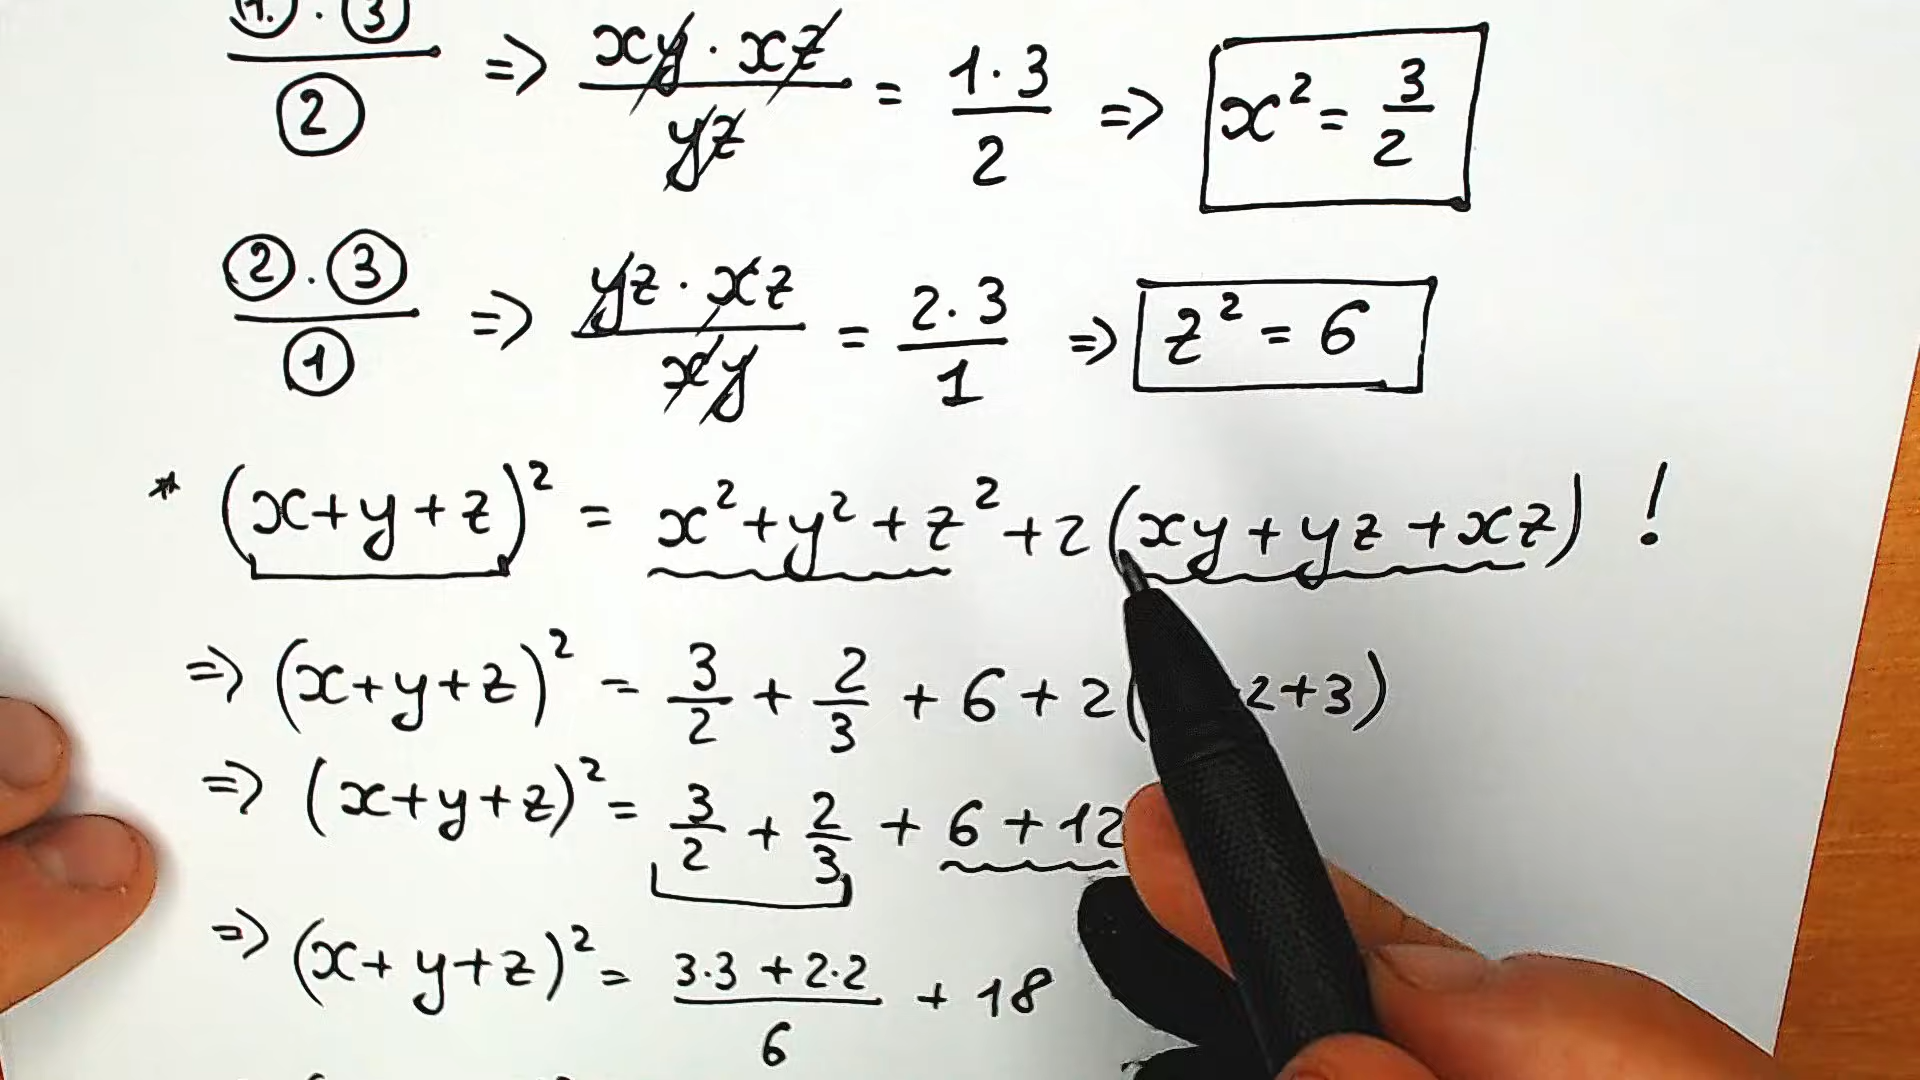 ① · ③ / ② => xy · xz / yz = 1 · 3 / 2 => x² = 3/2
② · ③ / ① => yz · xz / xy = 2 · 3 / 1 => z² = 6
* (x+y+z)² = x²+y²+z²+2(xy+yz+xz) !
=> (x+y+z)² = 3/2 + 2/3 + 6 + 2( 2+3)
=> (x+y+z)² = 3/2 + 2/3 + 6 + 12
=> (x+y+z)² = 3·3 + 2·2 / 6 + 18